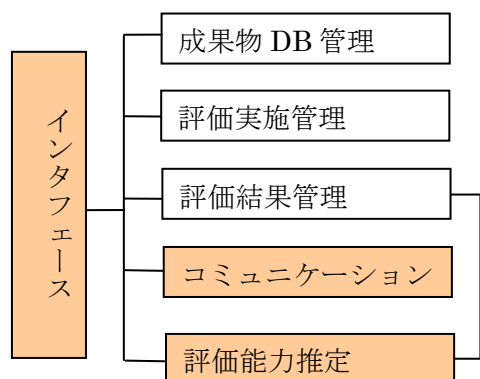 インタフェース
成果物 DB 管理
評価実施管理
評価結果管理
コミュニケーション
評価能力推定